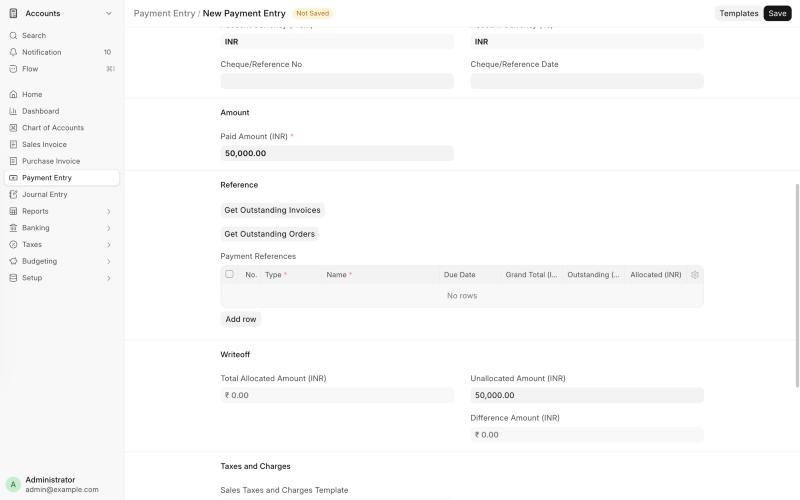 Accounts
Payment Entry / New Payment Entry
Not Saved
Templates
Save
Search
Notification
10
Flow
Home
Dashboard
Chart of Accounts
Sales Invoice
Purchase Invoice
Payment Entry
Journal Entry
Reports
Banking
Taxes
Budgeting
Setup
INR
INR
Cheque/Reference No
Cheque/Reference Date
Amount
Paid Amount (INR) *
50,000.00
Reference
Get Outstanding Invoices
Get Outstanding Orders
Payment References
No. Type * Name * Due Date Grand Total (I... Outstanding (... Allocated (INR)
No rows
Add row
Writeoff
Total Allocated Amount (INR)
Unallocated Amount (INR)
₹ 0.00
50,000.00
Difference Amount (INR)
₹ 0.00
Taxes and Charges
Sales Taxes and Charges Template
A
Administrator
admin@example.com